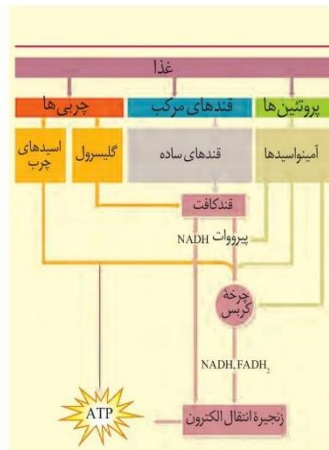 غذا
پروتئین ها
قندهای مرکب
چربی‌ها
آمینواسیدها
قندهای ساده
گلیسرول
اسیدهای
چرب
قندکافت
پیرووات NADH
چرخهٔ
کربس
NADH, FADH₂
زنجیرهٔ انتقال الکترون
ATP